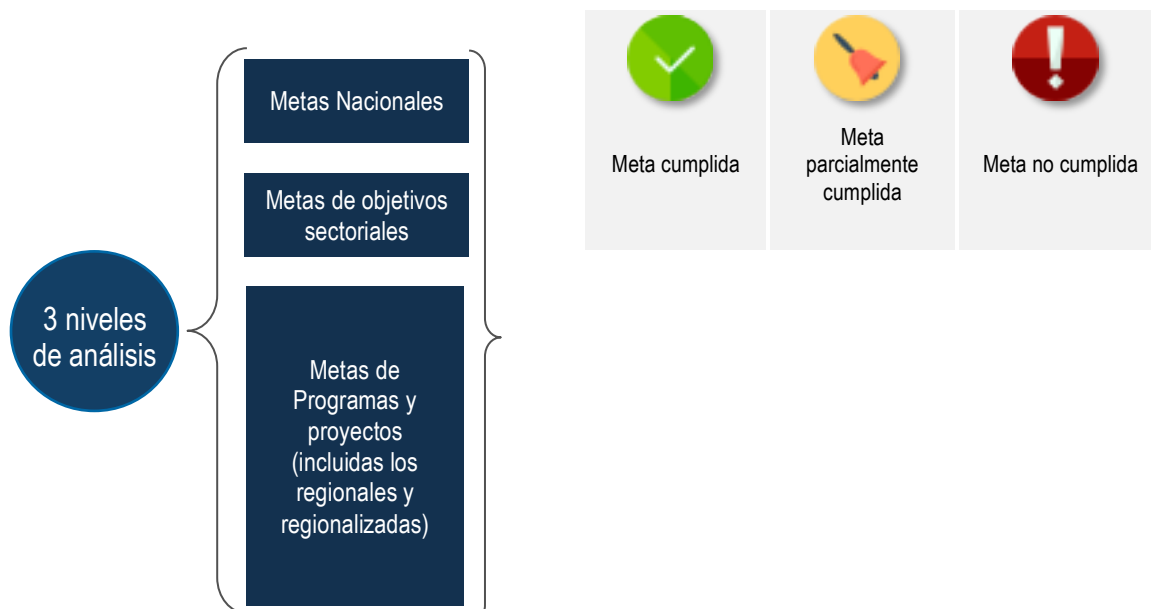 3 niveles
de análisis
Metas Nacionales
Metas de objetivos
sectoriales
Metas de
Programas y
proyectos
(incluidas los
regionales y
regionalizadas)
Meta cumplida
Meta
parcialmente
cumplida
Meta no cumplida